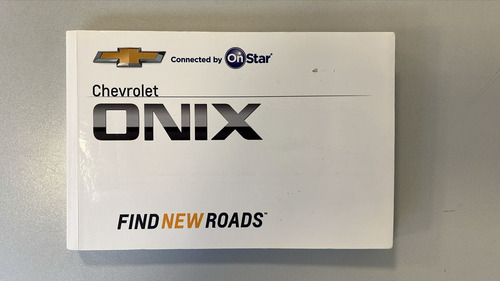 Connected by OnStar®
Chevrolet
ONIX
FIND NEW ROADS™